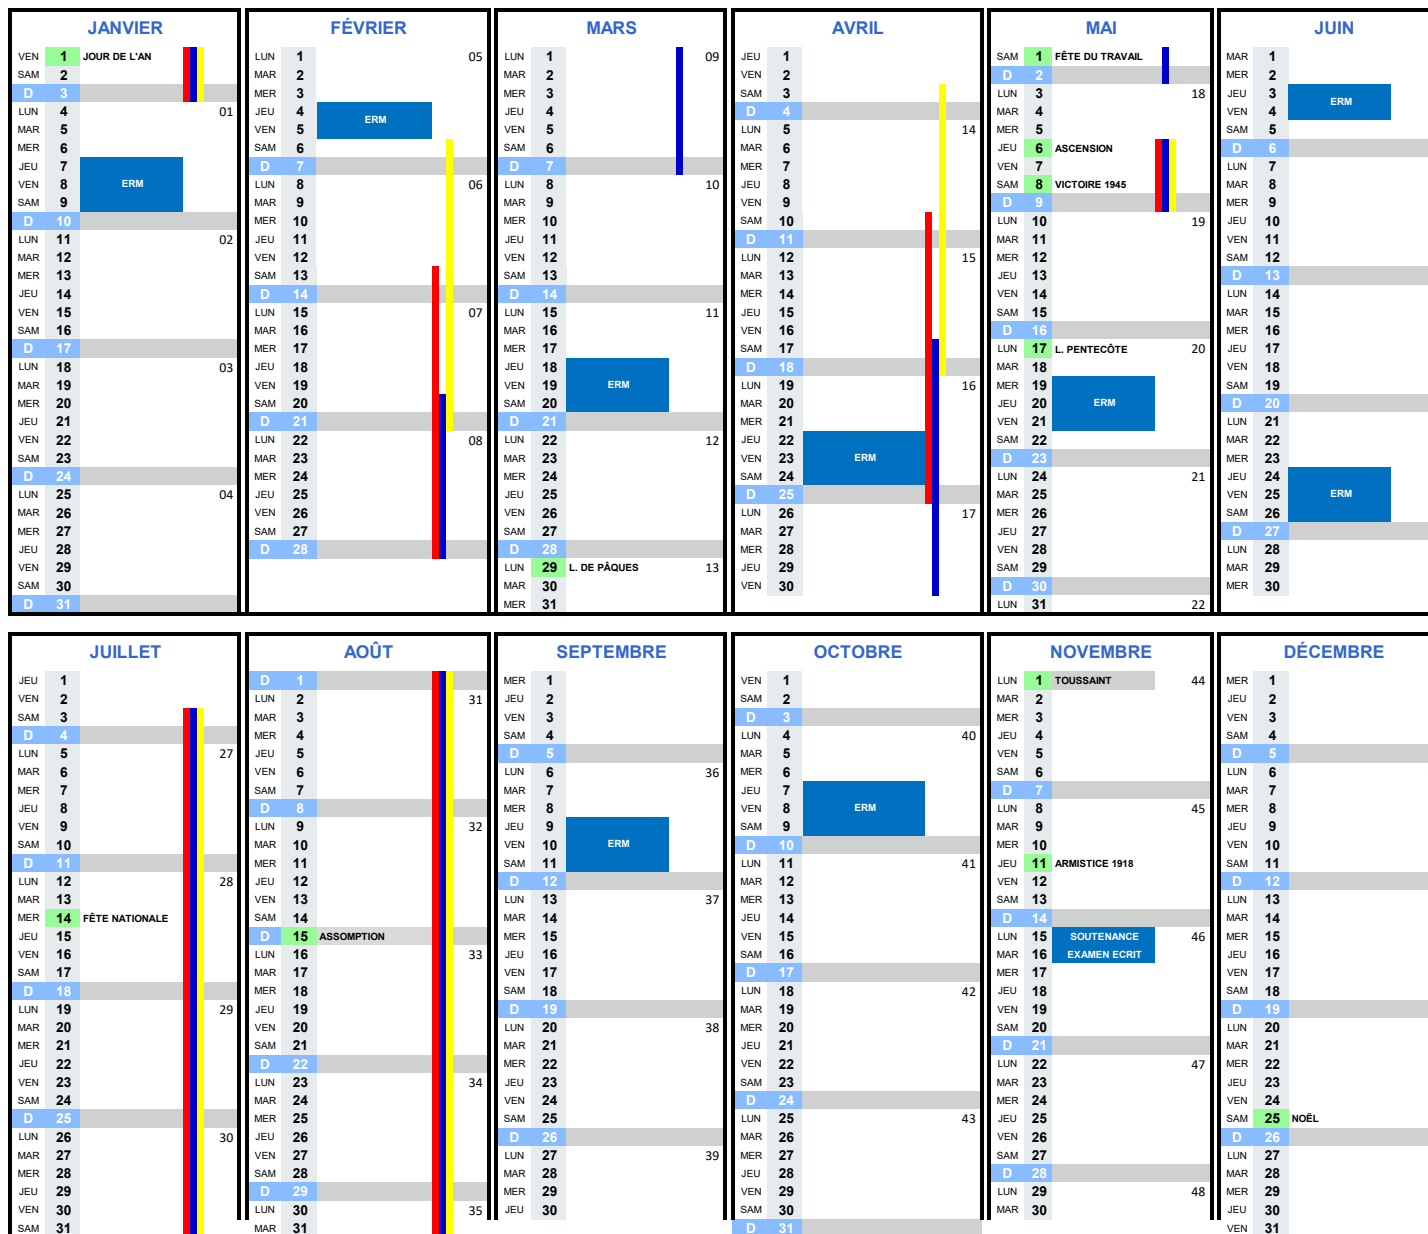 JANVIER
VEN 1 JOUR DE L'AN
SAM 2
D 3
LUN 4 01
MAR 5
MER 6
JEU 7
VEN 8 ERM
SAM 9
D 10
LUN 11 02
MAR 12
MER 13
JEU 14
VEN 15
SAM 16
D 17
LUN 18 03
MAR 19
MER 20
JEU 21
VEN 22
SAM 23
D 24
LUN 25 04
MAR 26
MER 27
JEU 28
VEN 29
SAM 30
D 31
FÉVRIER
LUN 1 05
MAR 2
MER 3
JEU 4
ERM
VEN 5
SAM 6
D 7
LUN 8 06
MAR 9
MER 10
JEU 11
VEN 12
SAM 13
D 14
LUN 15 07
MAR 16
MER 17
JEU 18
VEN 19
SAM 20
D 21
LUN 22 08
MAR 23
MER 24
JEU 25
VEN 26
SAM 27
D 28
MARS
LUN 1 09
MAR 2
MER 3
JEU 4
VEN 5
SAM 6
D 7
LUN 8 10
MAR 9
MER 10
JEU 11
VEN 12
SAM 13
D 14
LUN 15 11
MAR 16
MER 17
JEU 18
VEN 19 ERM
SAM 20
D 21
LUN 22 12
MAR 23
MER 24
JEU 25
VEN 26
SAM 27
D 28
LUN 29 L. DE PÂQUES 13
MAR 30
MER 31
AVRIL
JEU 1
VEN 2
SAM 3
D 4
LUN 5 14
MAR 6
MER 7
JEU 8
VEN 9
SAM 10
D 11
LUN 12 15
MAR 13
MER 14
JEU 15
VEN 16
SAM 17
D 18
LUN 19 16
MAR 20
MER 21
JEU 22
VEN 23 ERM
SAM 24
D 25
LUN 26 17
MAR 27
MER 28
JEU 29
VEN 30
MAI
SAM 1 FÊTE DU TRAVAIL
D 2
LUN 3 18
MAR 4
MER 5
JEU 6 ASCENSION
VEN 7
SAM 8 VICTOIRE 1945
D 9
LUN 10 19
MAR 11
MER 12
JEU 13
VEN 14
SAM 15
D 16
LUN 17 L. PENTECÔTE 20
MAR 18
MER 19
JEU 20 ERM
VEN 21
SAM 22
D 23
LUN 24 21
MAR 25
MER 26
JEU 27
VEN 28
SAM 29
D 30
LUN 31 22
JUIN
MAR 1
MER 2
JEU 3
ERM
VEN 4
SAM 5
D 6
LUN 7
MAR 8
MER 9
JEU 10
VEN 11
SAM 12
D 13
LUN 14
MAR 15
MER 16
JEU 17
VEN 18
SAM 19
D 20
LUN 21
MAR 22
MER 23
JEU 24
VEN 25 ERM
SAM 26
D 27
LUN 28
MAR 29
MER 30
JUILLET
JEU 1
VEN 2
SAM 3
D 4
LUN 5 27
MAR 6
MER 7
JEU 8
VEN 9
SAM 10
D 11
LUN 12 28
MAR 13
MER 14 FÊTE NATIONALE
JEU 15
VEN 16
SAM 17
D 18
LUN 19 29
MAR 20
MER 21
JEU 22
VEN 23
SAM 24
D 25
LUN 26 30
MAR 27
MER 28
JEU 29
VEN 30
SAM 31
AOÛT
D 1
LUN 2 31
MAR 3
MER 4
JEU 5
VEN 6
SAM 7
D 8
LUN 9 32
MAR 10
MER 11
JEU 12
VEN 13
SAM 14
D 15 ASSOMPTION
LUN 16 33
MAR 17
MER 18
JEU 19
VEN 20
SAM 21
D 22
LUN 23 34
MAR 24
MER 25
JEU 26
VEN 27
SAM 28
D 29
LUN 30 35
MAR 31
SEPTEMBRE
MER 1
JEU 2
VEN 3
SAM 4
D 5
LUN 6 36
MAR 7
MER 8
JEU 9
VEN 10 ERM
SAM 11
D 12
LUN 13 37
MAR 14
MER 15
JEU 16
VEN 17
SAM 18
D 19
LUN 20 38
MAR 21
MER 22
JEU 23
VEN 24
SAM 25
D 26
LUN 27 39
MAR 28
MER 29
JEU 30
OCTOBRE
VEN 1
SAM 2
D 3
LUN 4 40
MAR 5
MER 6
JEU 7
VEN 8 ERM
SAM 9
D 10
LUN 11 41
MAR 12
MER 13
JEU 14
VEN 15
SAM 16
D 17
LUN 18 42
MAR 19
MER 20
JEU 21
VEN 22
SAM 23
D 24
LUN 25 43
MAR 26
MER 27
JEU 28
VEN 29
SAM 30
D 31
NOVEMBRE
LUN 1 TOUSSAINT 44
MAR 2
MER 3
JEU 4
VEN 5
SAM 6
D 7
LUN 8 45
MAR 9
MER 10
JEU 11 ARMISTICE 1918
VEN 12
SAM 13
D 14
LUN 15 SOUTENANCE 46
MAR 16 EXAMEN ECRIT
MER 17
JEU 18
VEN 19
SAM 20
D 21
LUN 22 47
MAR 23
MER 24
JEU 25
VEN 26
SAM 27
D 28
LUN 29 48
MAR 30
DÉCEMBRE
MER 1
JEU 2
VEN 3
SAM 4
D 5
LUN 6
MAR 7
MER 8
JEU 9
VEN 10
SAM 11
D 12
LUN 13
MAR 14
MER 15
JEU 16
VEN 17
SAM 18
D 19
LUN 20
MAR 21
MER 22
JEU 23
VEN 24
SAM 25 NOËL
D 26
LUN 27
MAR 28
MER 29
JEU 30
VEN 31